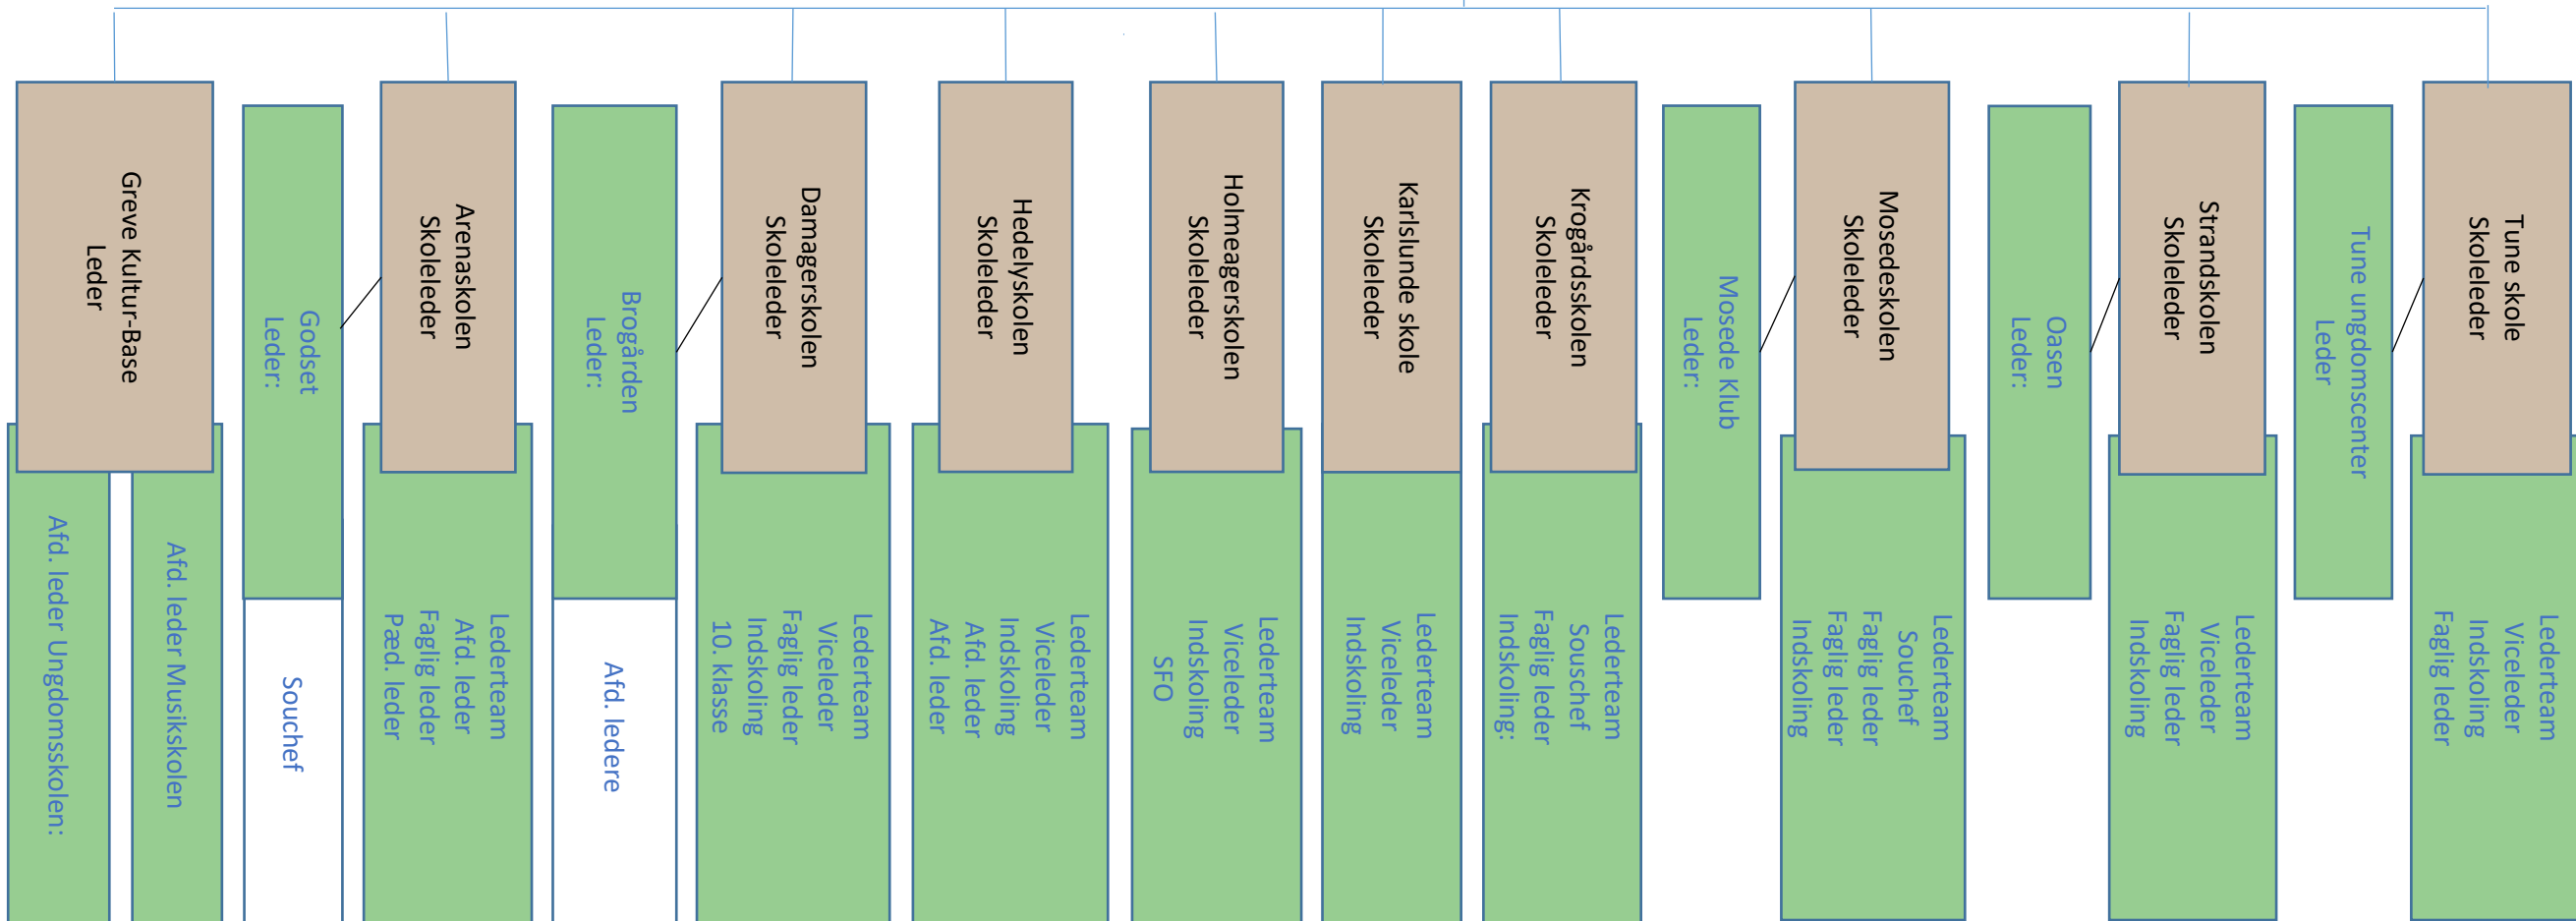 Greve Kultur-Base
Leder
Afd. leder Ungdomsskolen:
Afd. leder Musikskolen
Godset
Leder:
Souchef
Arenaskolen
Skoleleder
Lederteam
Afd. leder
Faglig leder
Pæd. leder
Brogården
Leder:
Afd. ledere
Damagerskolen
Skoleleder
Lederteam
Viceleder
Faglig leder
Indskoling
10. klasse
Hedelyskolen
Skoleleder
Lederteam
Viceleder
Indskoling
Afd. leder
Afd. leder
Holmeagerskolen
Skoleleder
Lederteam
Viceleder
Indskoling
SFO
Karlslunde skole
Skoleleder
Lederteam
Viceleder
Indskoling
Krogårdsskolen
Skoleleder
Lederteam
Souschef
Faglig leder
Indskoling:
Mosede Klub
Leder:
Mosedeskolen
Skoleleder
Lederteam
Souchef
Faglig leder
Faglig leder
Indskoling
Oasen
Leder:
Strandskolen
Skoleleder
Lederteam
Viceleder
Faglig leder
Indskoling
Tune ungdomscenter
Leder
Tune skole
Skoleleder
Lederteam
Viceleder
Indskoling
Faglig leder